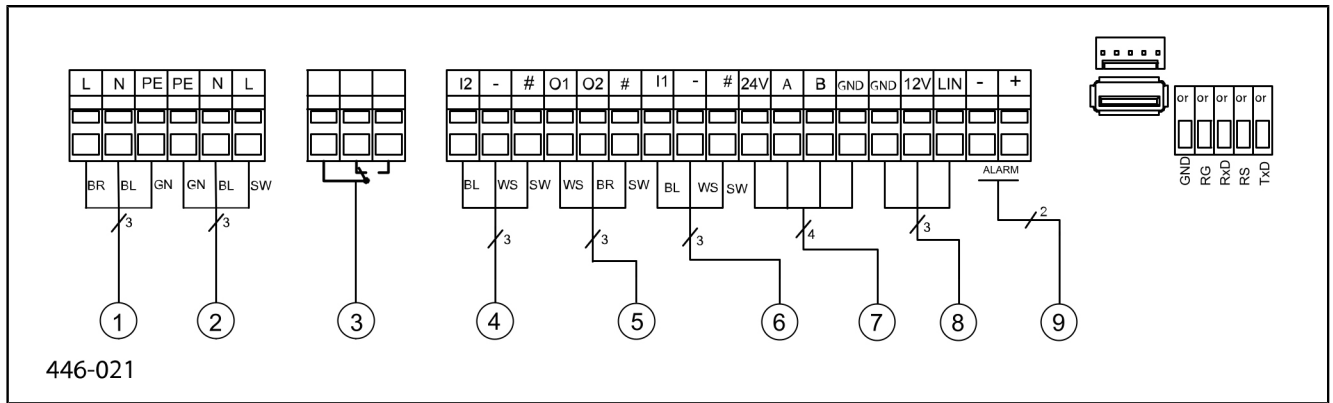 L N PE PE N L
I2 - # O1 O2 # I1 - # 24V A B GND GND 12V LIN - +
or or or or or
BR BL GN GN BL SW
BL WS SW WS BR SW BL WS SW
ALARM
GND RG RxD RS TxD
3 3 3 3 3 4 3 2
1 2 3 4 5 6 7 8 9
446-021